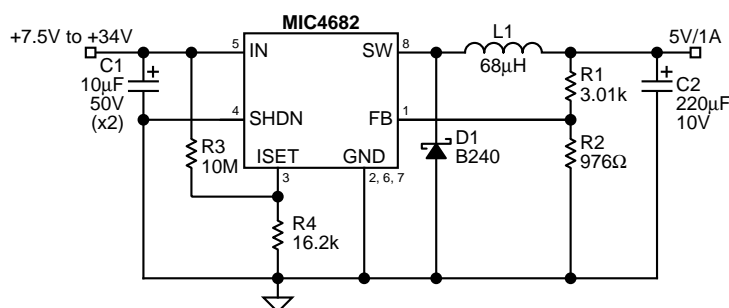 MIC4682
+7.5V to +34V
5V/1A
5
IN
SW
8
L1
68µH
C1
10µF
50V
(x2)
R1
3.01k
C2
220µF
10V
4
SHDN
FB
1
R3
10M
ISET
GND
3
2, 6, 7
D1
B240
R2
976Ω
R4
16.2k